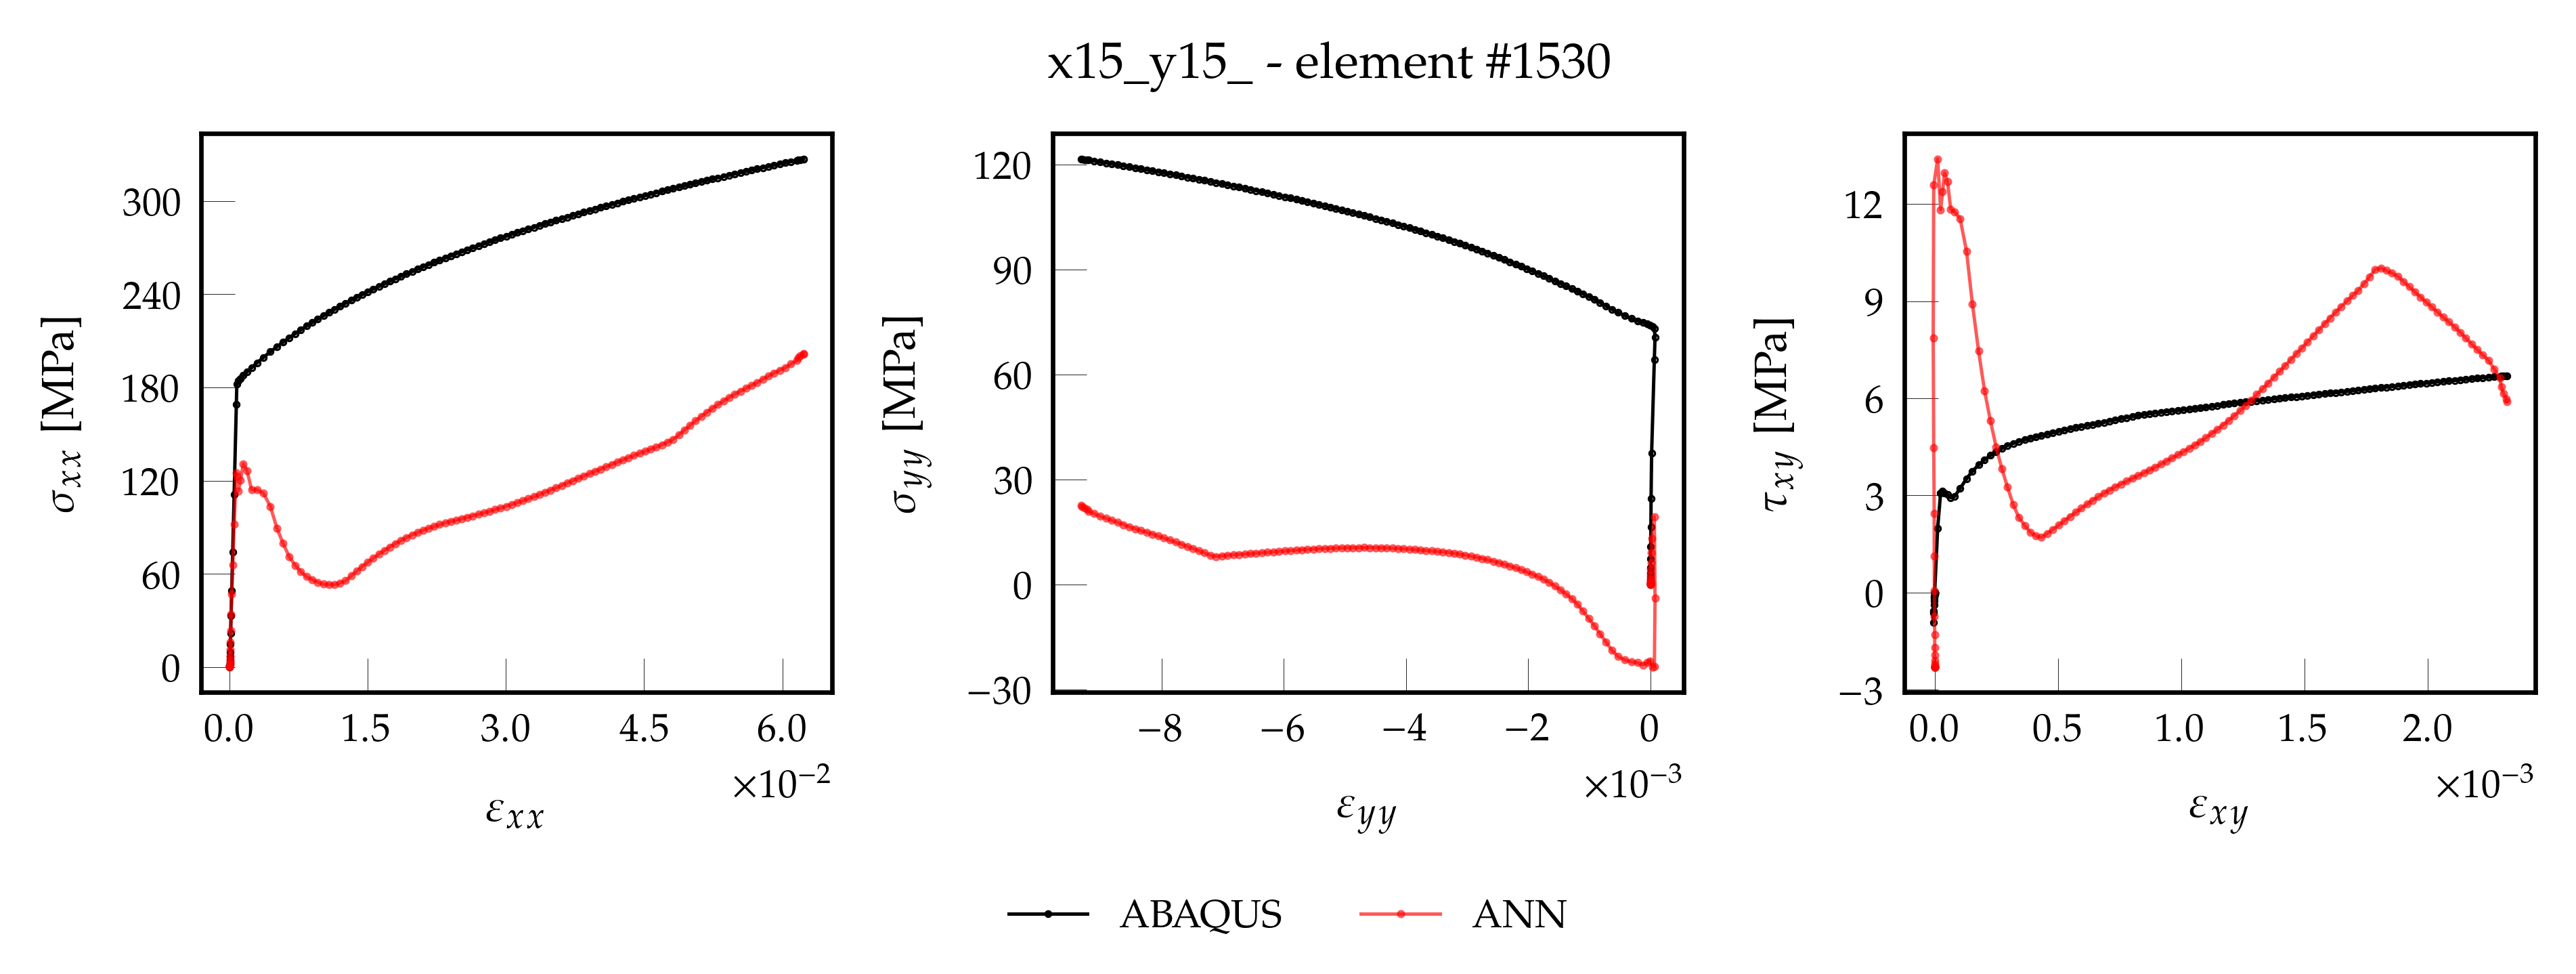 x15_y15_ - element #1530
σxx [MPa]
300
240
180
120
60
0
0.0 1.5 3.0 4.5 6.0
×10−2
εxx
σyy [MPa]
120
90
60
30
0
−30
−8 −6 −4 −2 0
×10−3
εyy
τxy [MPa]
12
9
6
3
0
−3
0.0 0.5 1.0 1.5 2.0
×10−3
εxy
ABAQUS ANN